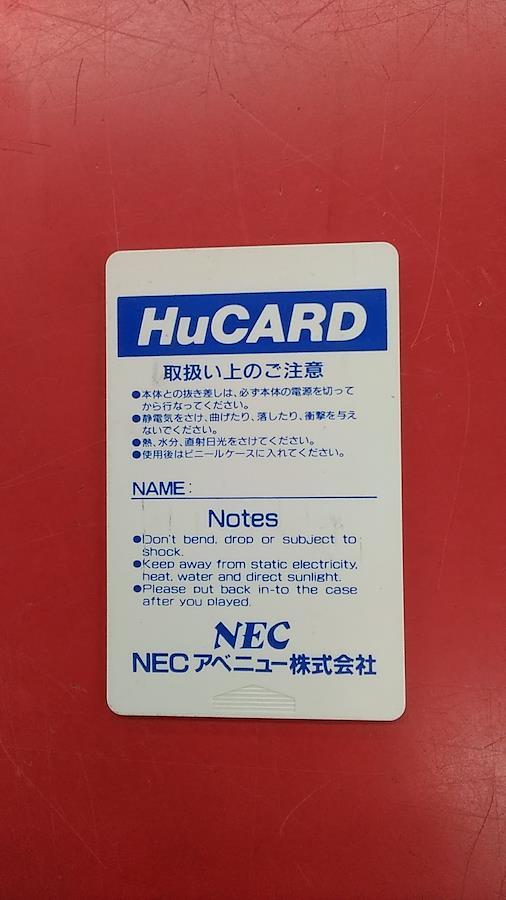 HuCARD
取扱い上のご注意
●本体との抜き差しは、必ず本体の電源を切って
から行なってください。
●静電気をさけ、曲げたり、落したり、衝撃を与え
ないでください。
●熱、水分、直射日光をさけてください。
●使用後はビニールケースに入れてください。
NAME:
Notes
●Don't bend, drop or subject to
shock.
●Keep away from static electricity,
heat, water and direct sunlight.
●Please put back in-to the case
after you played.
NEC
NECアベニュー株式会社